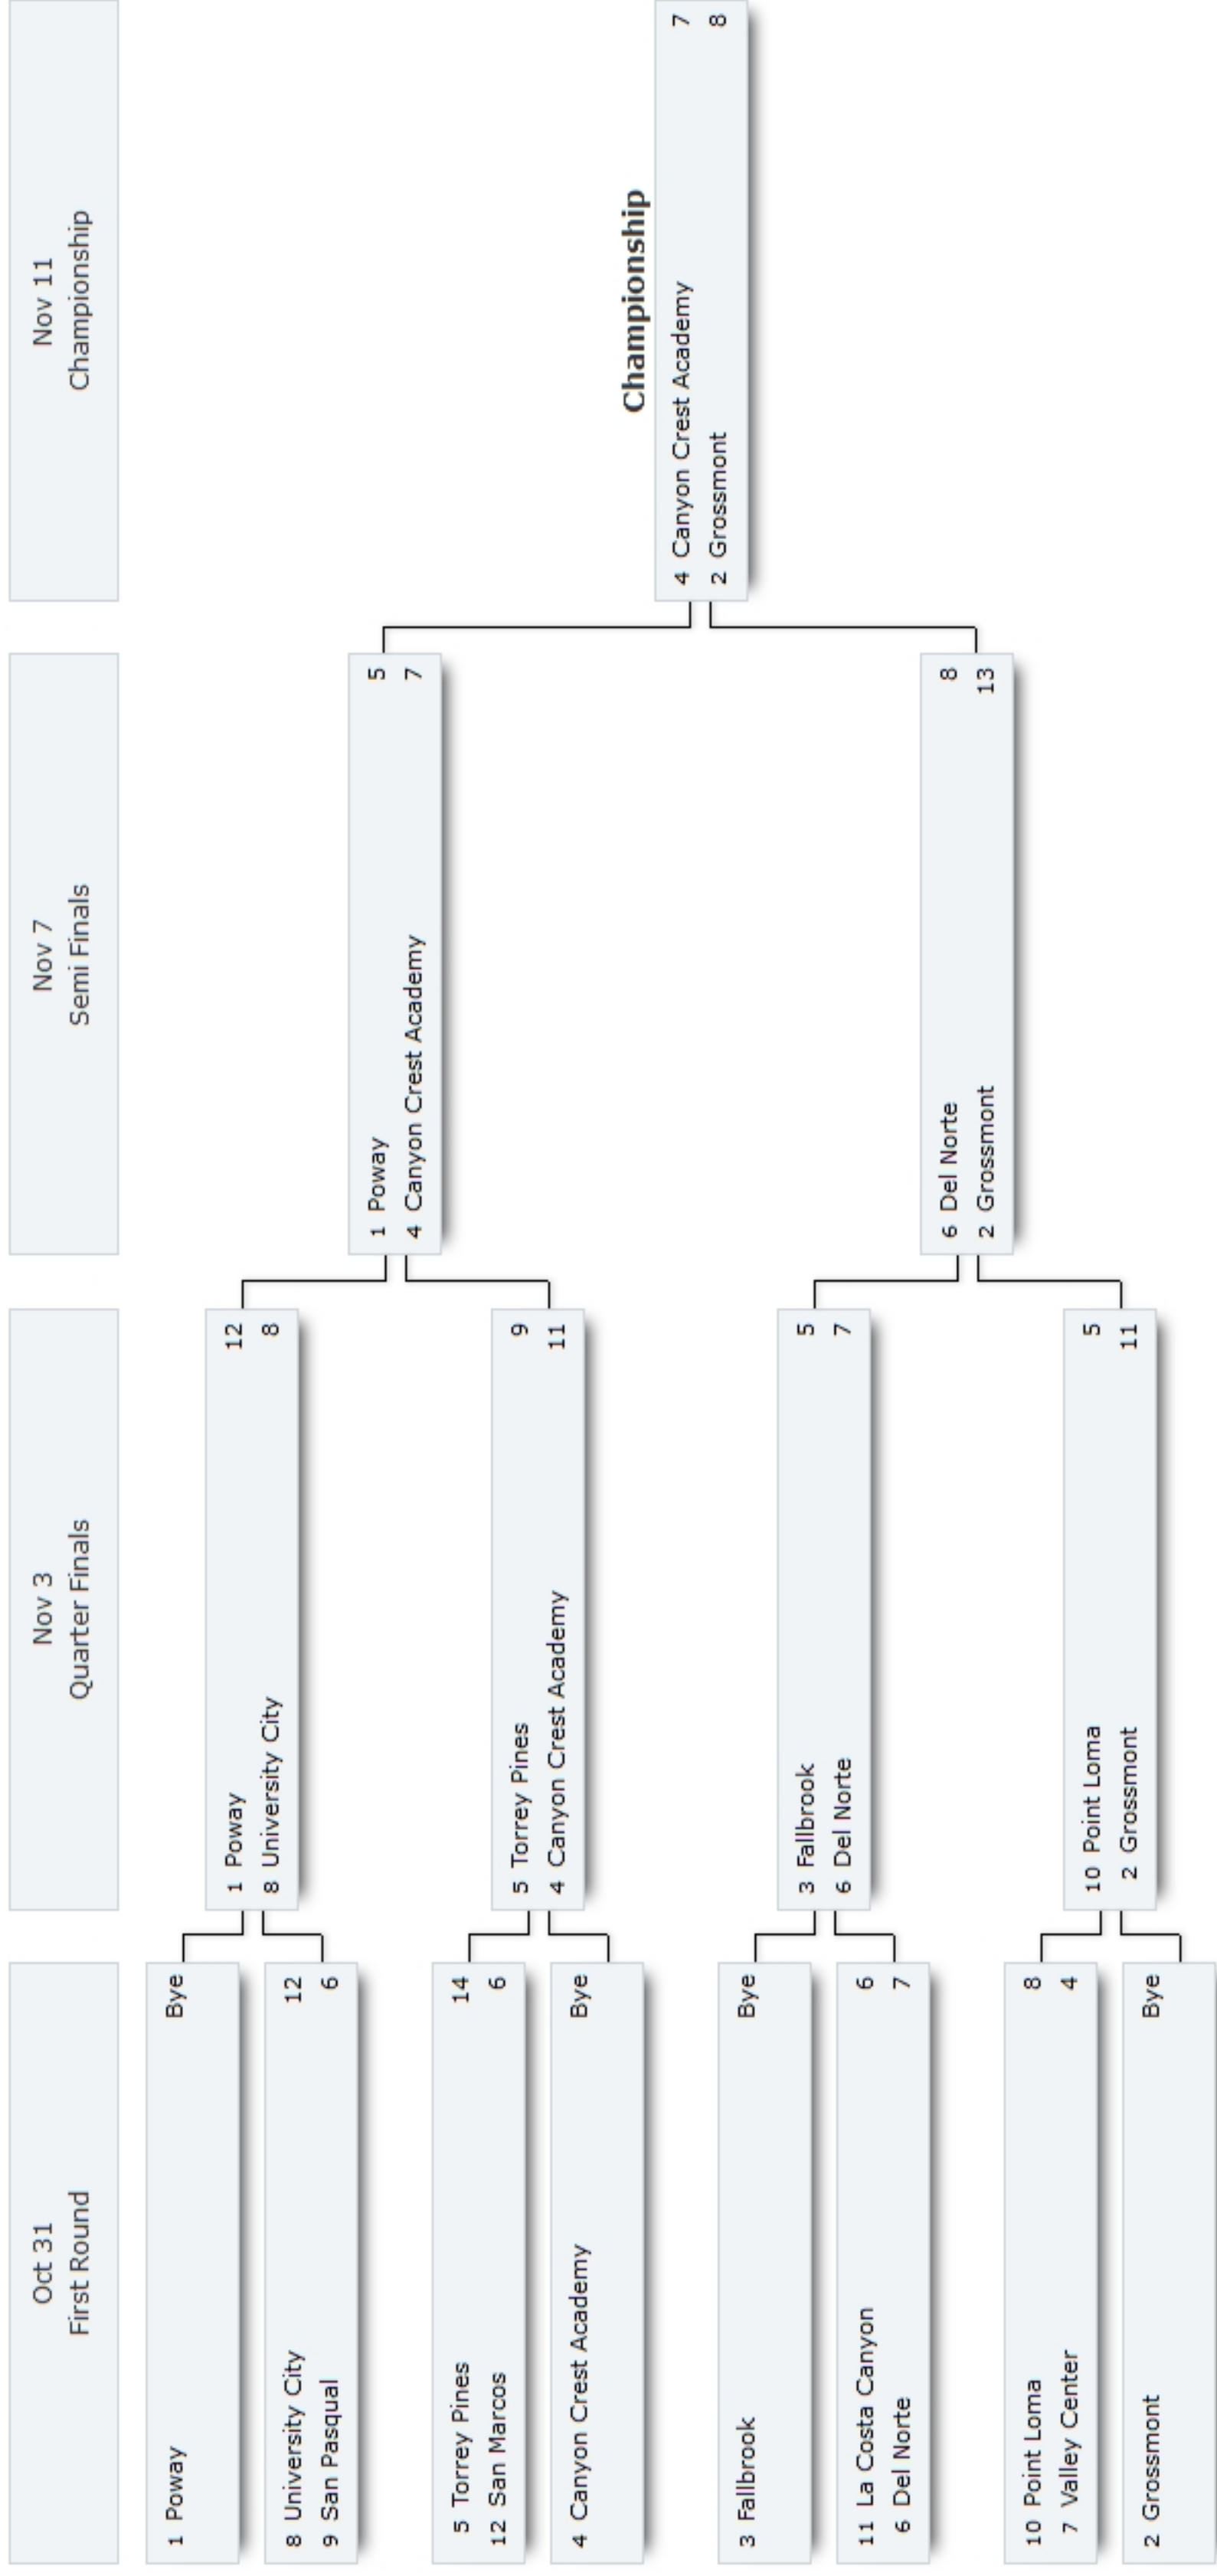 Oct 31
First Round
Nov 3
Quarter Finals
Nov 7
Semi Finals
Nov 11
Championship
1 Poway Bye
8 University City 12
9 San Pasqual 6
5 Torrey Pines 14
12 San Marcos 6
4 Canyon Crest Academy Bye
3 Fallbrook Bye
11 La Costa Canyon 6
6 Del Norte 7
10 Point Loma 8
7 Valley Center 4
2 Grossmont Bye
1 Poway 12
8 University City 8
5 Torrey Pines 9
4 Canyon Crest Academy 11
3 Fallbrook 5
6 Del Norte 7
10 Point Loma 5
2 Grossmont 11
1 Poway 5
4 Canyon Crest Academy 7
6 Del Norte 8
2 Grossmont 13
Championship
4 Canyon Crest Academy 7
2 Grossmont 8